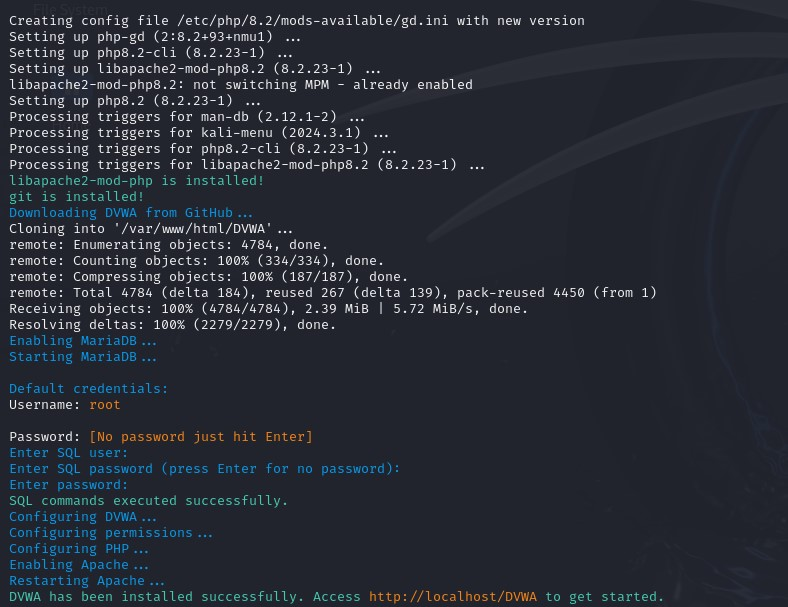 File System
Creating config file /etc/php/8.2/mods-available/gd.ini with new version
Setting up php-gd (2:8.2+93+nmu1) ...
Setting up php8.2-cli (8.2.23-1) ...
Setting up libapache2-mod-php8.2 (8.2.23-1) ...
libapache2-mod-php8.2: not switching MPM - already enabled
Setting up php8.2 (8.2.23-1) ...
Processing triggers for man-db (2.12.1-2) ...
Processing triggers for kali-menu (2024.3.1) ...
Processing triggers for php8.2-cli (8.2.23-1) ...
Processing triggers for libapache2-mod-php8.2 (8.2.23-1) ...
libapache2-mod-php is installed!
git is installed!
Downloading DVWA from GitHub...
Cloning into '/var/www/html/DVWA'...
remote: Enumerating objects: 4784, done.
remote: Counting objects: 100% (334/334), done.
remote: Compressing objects: 100% (187/187), done.
remote: Total 4784 (delta 184), reused 267 (delta 139), pack-reused 4450 (from 1)
Receiving objects: 100% (4784/4784), 2.39 MiB | 5.72 MiB/s, done.
Resolving deltas: 100% (2279/2279), done.
Enabling MariaDB...
Starting MariaDB...
Default credentials:
Username: root
Password: [No password just hit Enter]
Enter SQL user:
Enter SQL password (press Enter for no password):
Enter password:
SQL commands executed successfully.
Configuring DVWA...
Configuring permissions...
Configuring PHP...
Enabling Apache...
Restarting Apache...
DVWA has been installed successfully. Access http://localhost/DVWA to get started.